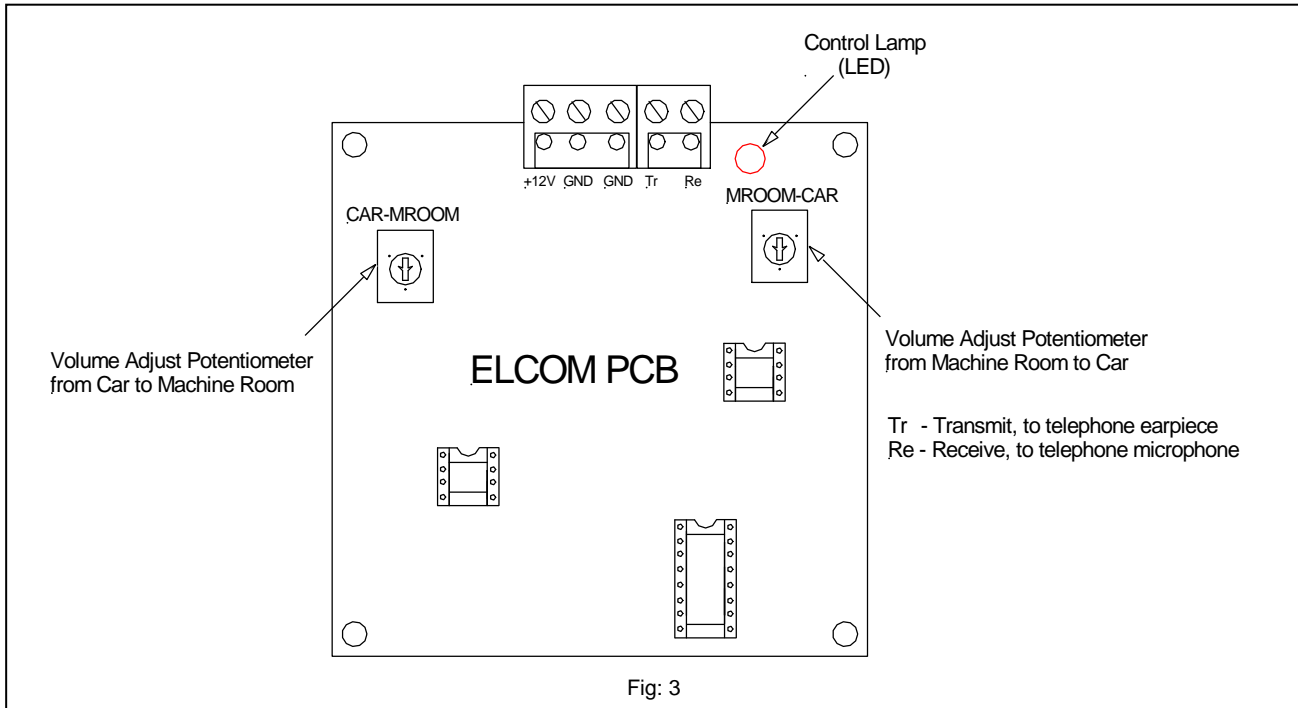 Control Lamp
(LED)
+12V GND GND Tr Re
CAR-MROOM
MROOM-CAR
Volume Adjust Potentiometer
from Car to Machine Room
ELCOM PCB
Volume Adjust Potentiometer
from Machine Room to Car
Tr - Transmit, to telephone earpiece
Re - Receive, to telephone microphone
Fig: 3